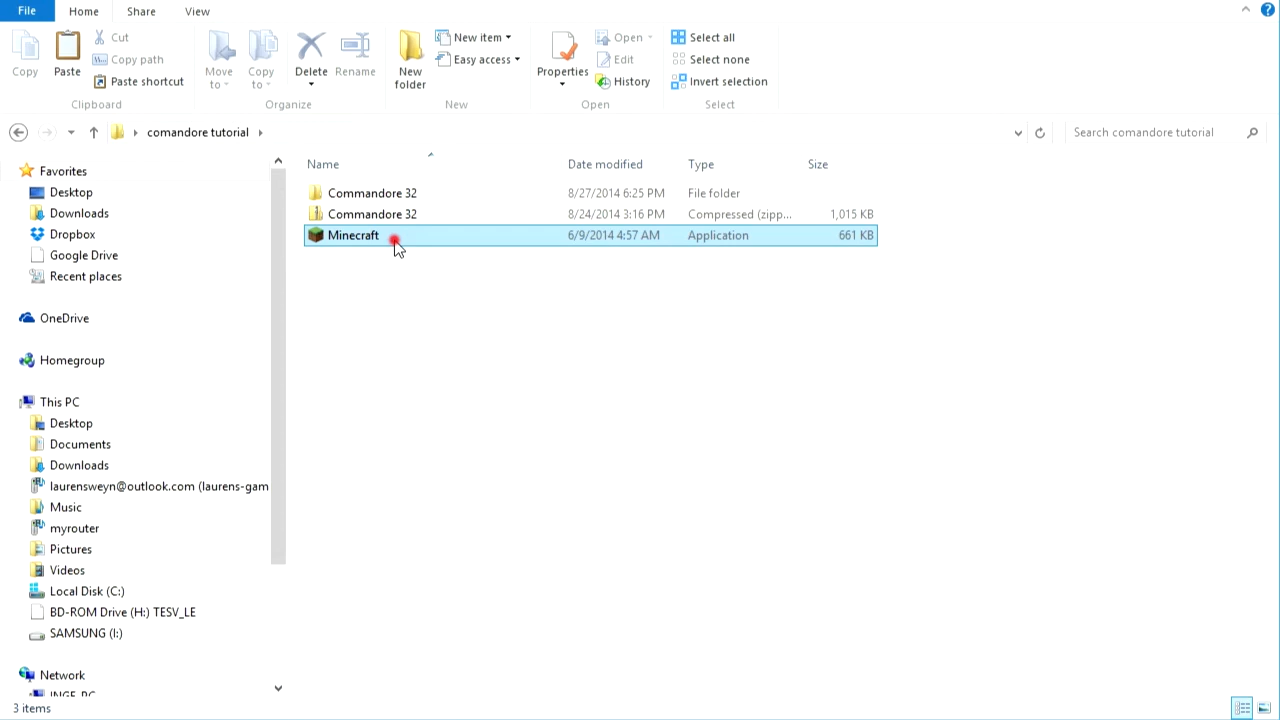 File Home Share View
Cut
Copy path
Paste shortcut
Copy Paste
Clipboard
Move to Copy to Delete Rename
Organize
New folder
New item
Easy access
New
Properties
Open
Edit
History
Open
Select all
Select none
Invert selection
Select
comandore tutorial
Search comandore tutorial
Name Date modified Type Size
Commandore 32 8/27/2014 6:25 PM File folder
Commandore 32 8/24/2014 3:16 PM Compressed (zipp... 1,015 KB
Minecraft 6/9/2014 4:57 AM Application 661 KB
Favorites
Desktop
Downloads
Dropbox
Google Drive
Recent places
OneDrive
Homegroup
This PC
Desktop
Documents
Downloads
laurensweyn@outlook.com (laurens-gam
Music
myrouter
Pictures
Videos
Local Disk (C:)
BD-ROM Drive (H:) TESV_LE
SAMSUNG (I:)
Network
3 items